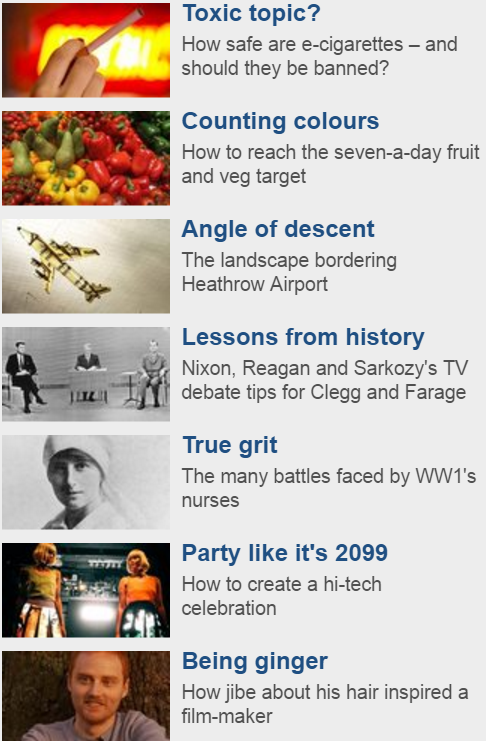 Toxic topic?
How safe are e-cigarettes – and
should they be banned?
Counting colours
How to reach the seven-a-day fruit
and veg target
Angle of descent
The landscape bordering
Heathrow Airport
Lessons from history
Nixon, Reagan and Sarkozy's TV
debate tips for Clegg and Farage
True grit
The many battles faced by WW1's
nurses
Party like it's 2099
How to create a hi-tech
celebration
Being ginger
How jibe about his hair inspired a
film-maker